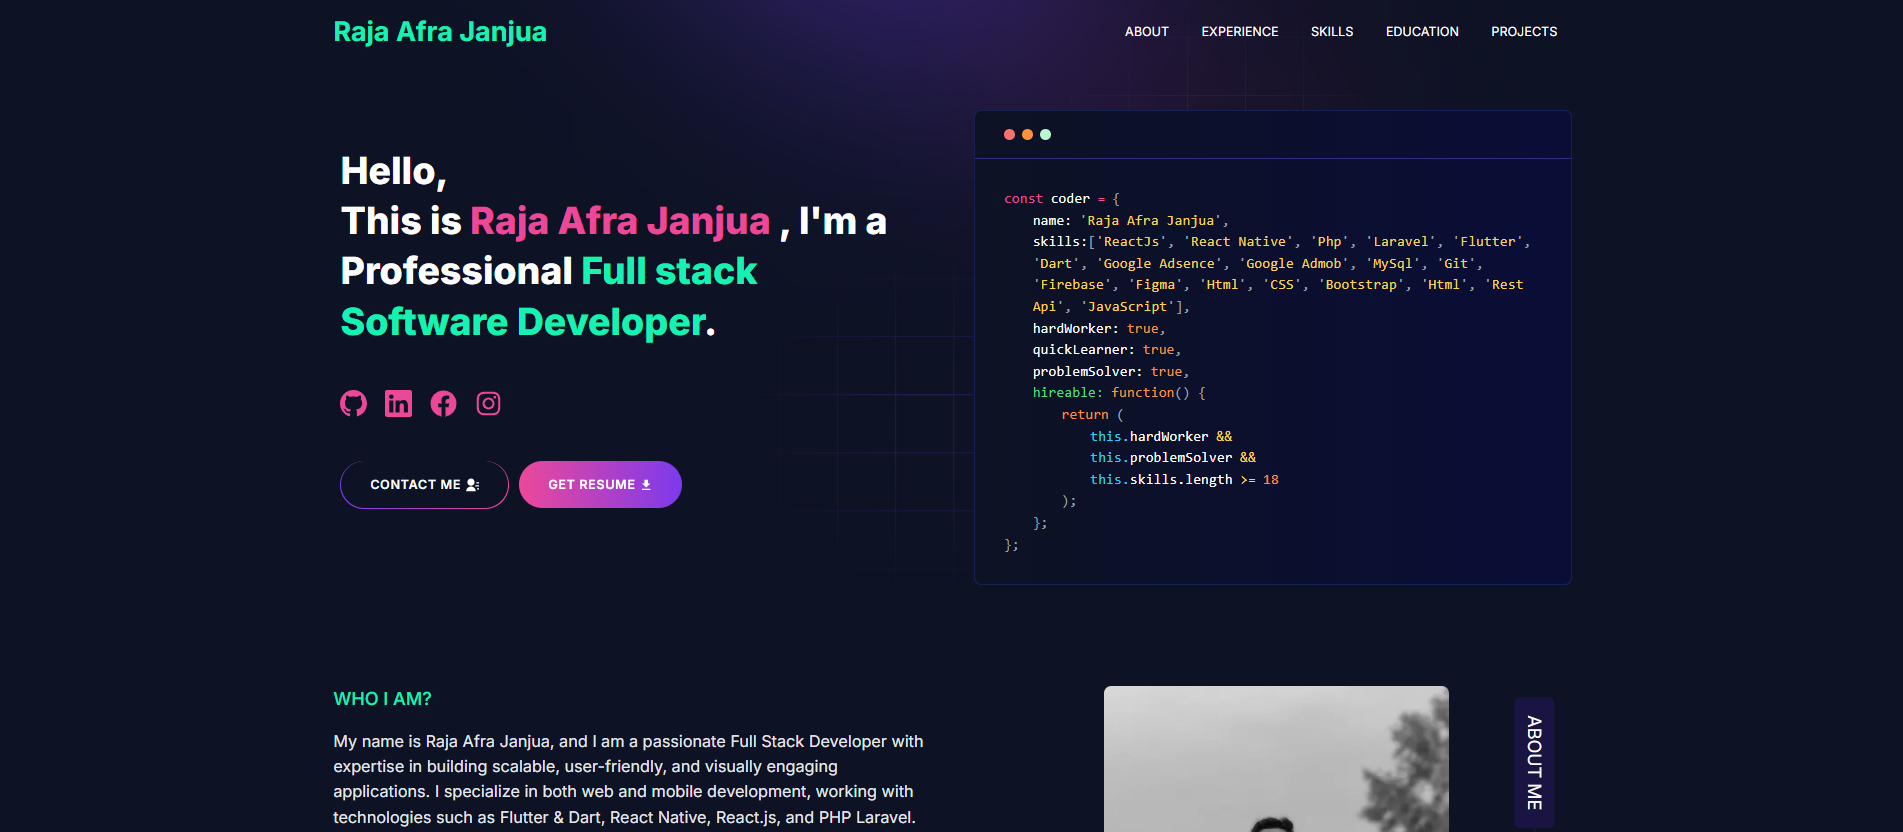 Raja Afra Janjua
ABOUT
EXPERIENCE
SKILLS
EDUCATION
PROJECTS
Hello,
This is Raja Afra Janjua , I'm a
Professional Full stack
Software Developer.
CONTACT ME
GET RESUME
const coder = {
name: 'Raja Afra Janjua',
skills:['ReactJs', 'React Native', 'Php', 'Laravel', 'Flutter',
'Dart', 'Google Adsence', 'Google Admob', 'MySql', 'Git',
'Firebase', 'Figma', 'Html', 'CSS', 'Bootstrap', 'Html', 'Rest
Api', 'JavaScript'],
hardWorker: true,
quickLearner: true,
problemSolver: true,
hireable: function() {
return (
this.hardWorker &&
this.problemSolver &&
this.skills.length >= 18
);
};
};
WHO I AM?
My name is Raja Afra Janjua, and I am a passionate Full Stack Developer with
expertise in building scalable, user-friendly, and visually engaging
applications. I specialize in both web and mobile development, working with
technologies such as Flutter & Dart, React Native, React.js, and PHP Laravel.
ABOUT ME